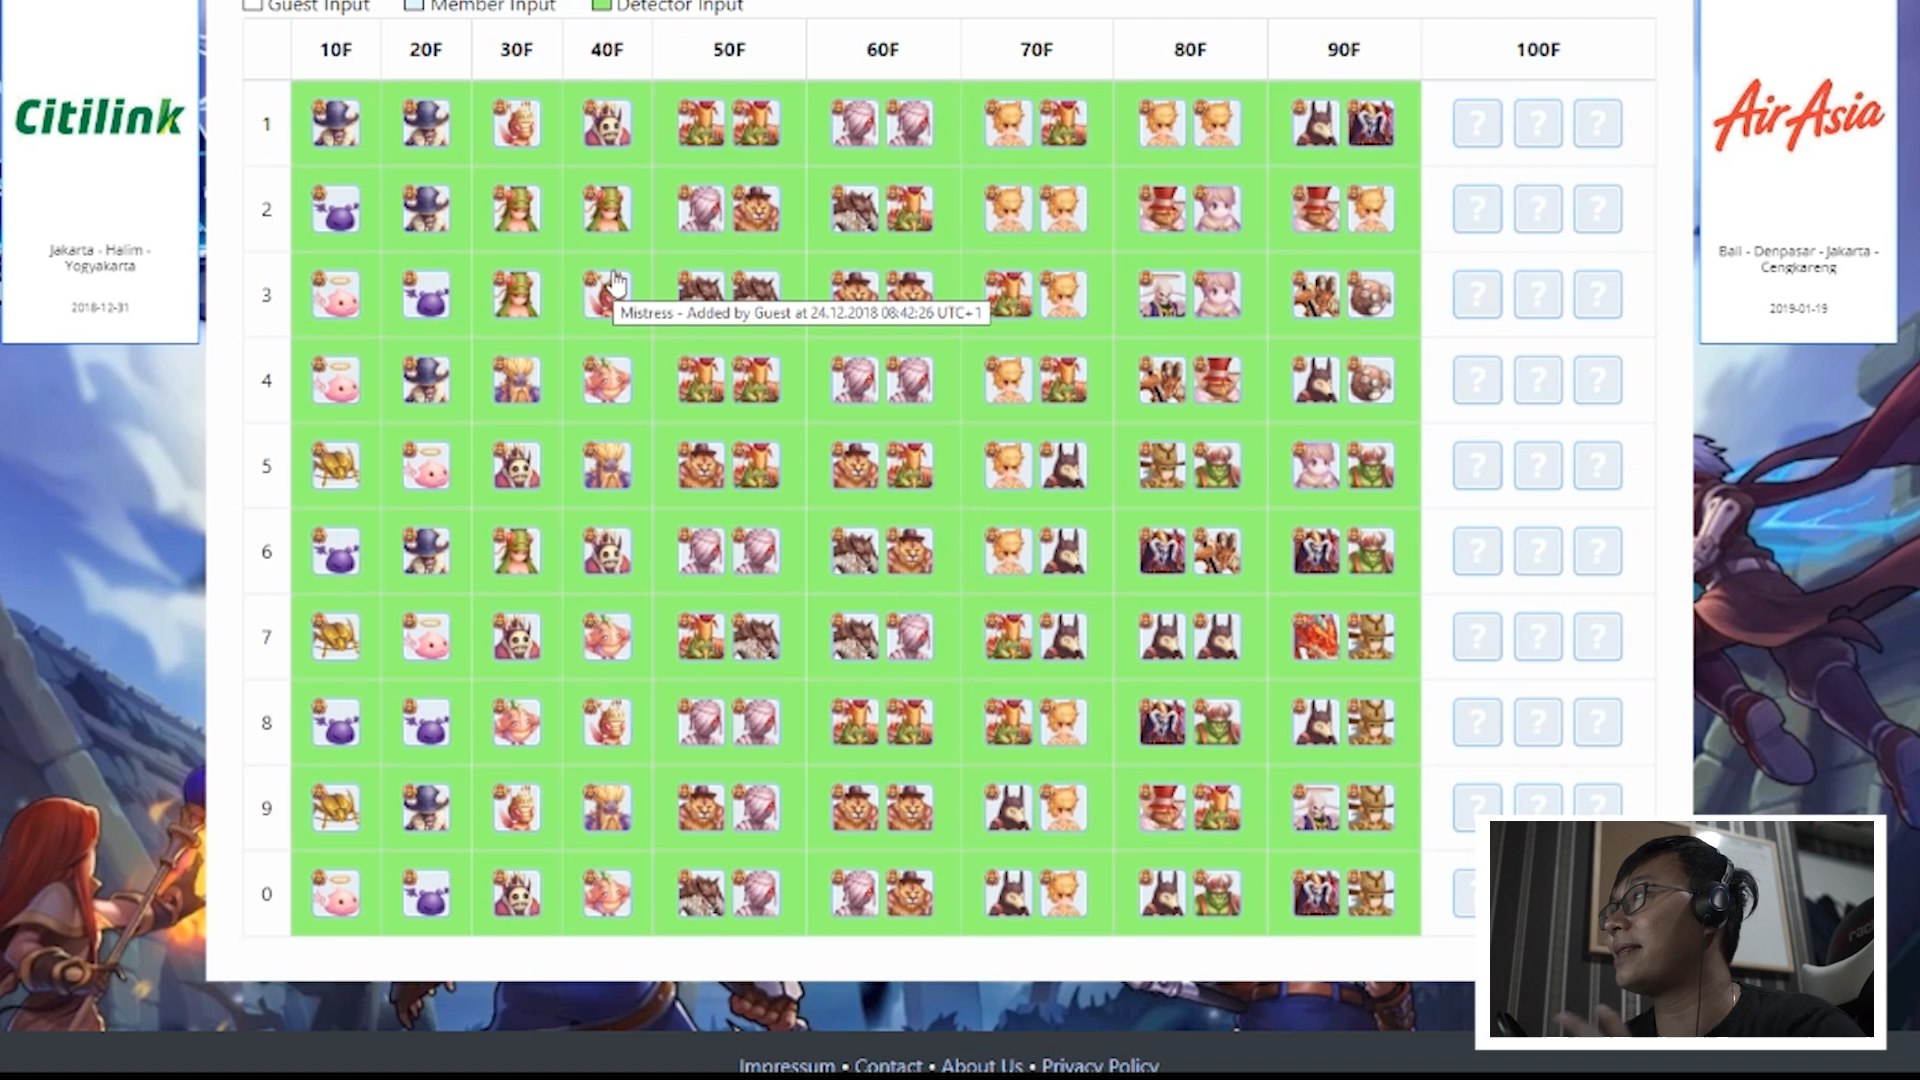 Guest Input Member Input Detector Input
10F 20F 30F 40F 50F 60F 70F 80F 90F 100F
1 ? ? ?
2 ? ? ?
3 ? ? ?
4 ? ? ?
5 ? ? ?
6 ? ? ?
7 ? ? ?
8 ? ? ?
9 ? ? ?
0
Mistress - Added by Guest at 24.12.2018 08:42:26 UTC+1
Citilink
Jakarta - Halim -
Yogyakarta
2018-12-31
AirAsia
Bali - Denpasar - Jakarta -
Cengkareng
2019-01-19
Impressum • Contact • About Us • Privacy Policy